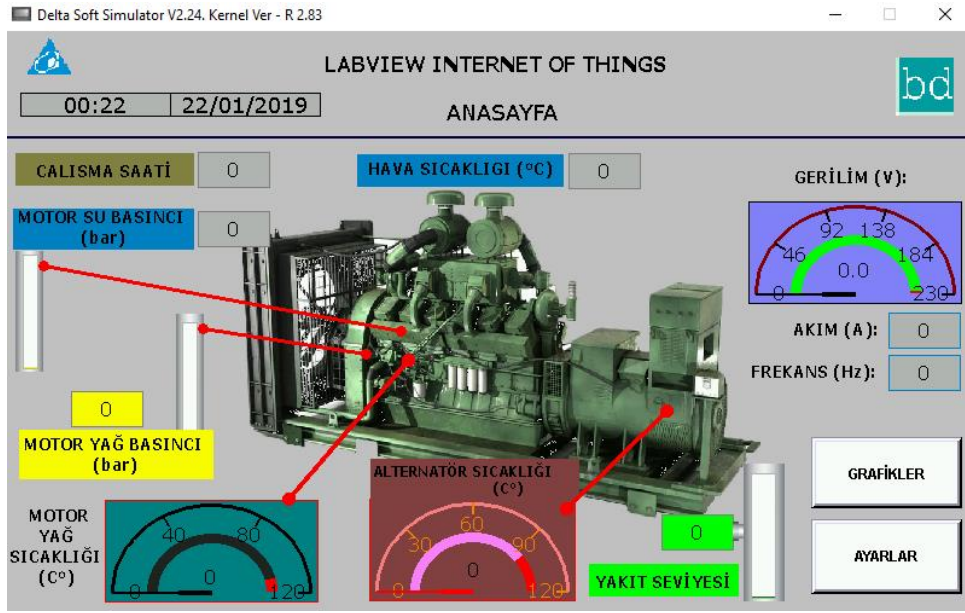 Delta Soft Simulator V2.24. Kernel Ver - R 2.83
LABVIEW INTERNET OF THINGS
bd
00:22 22/01/2019
ANASAYFA
CALISMA SAATİ 0
HAVA SICAKLIGI (ºC) 0
GERİLİM (V):
MOTOR SU BASINCI
(bar)
0
0 46 92 138 184 230
0.0
AKIM (A): 0
FREKANS (Hz): 0
0
MOTOR YAĞ BASINCI
(bar)
ALTERNATÖR SICAKLIĞI
(Cº)
GRAFİKLER
MOTOR
YAĞ
SICAKLIĞI
(Cº)
0 40 80 120
0
0 30 60 90 120
0
0
YAKIT SEVİYESİ
AYARLAR